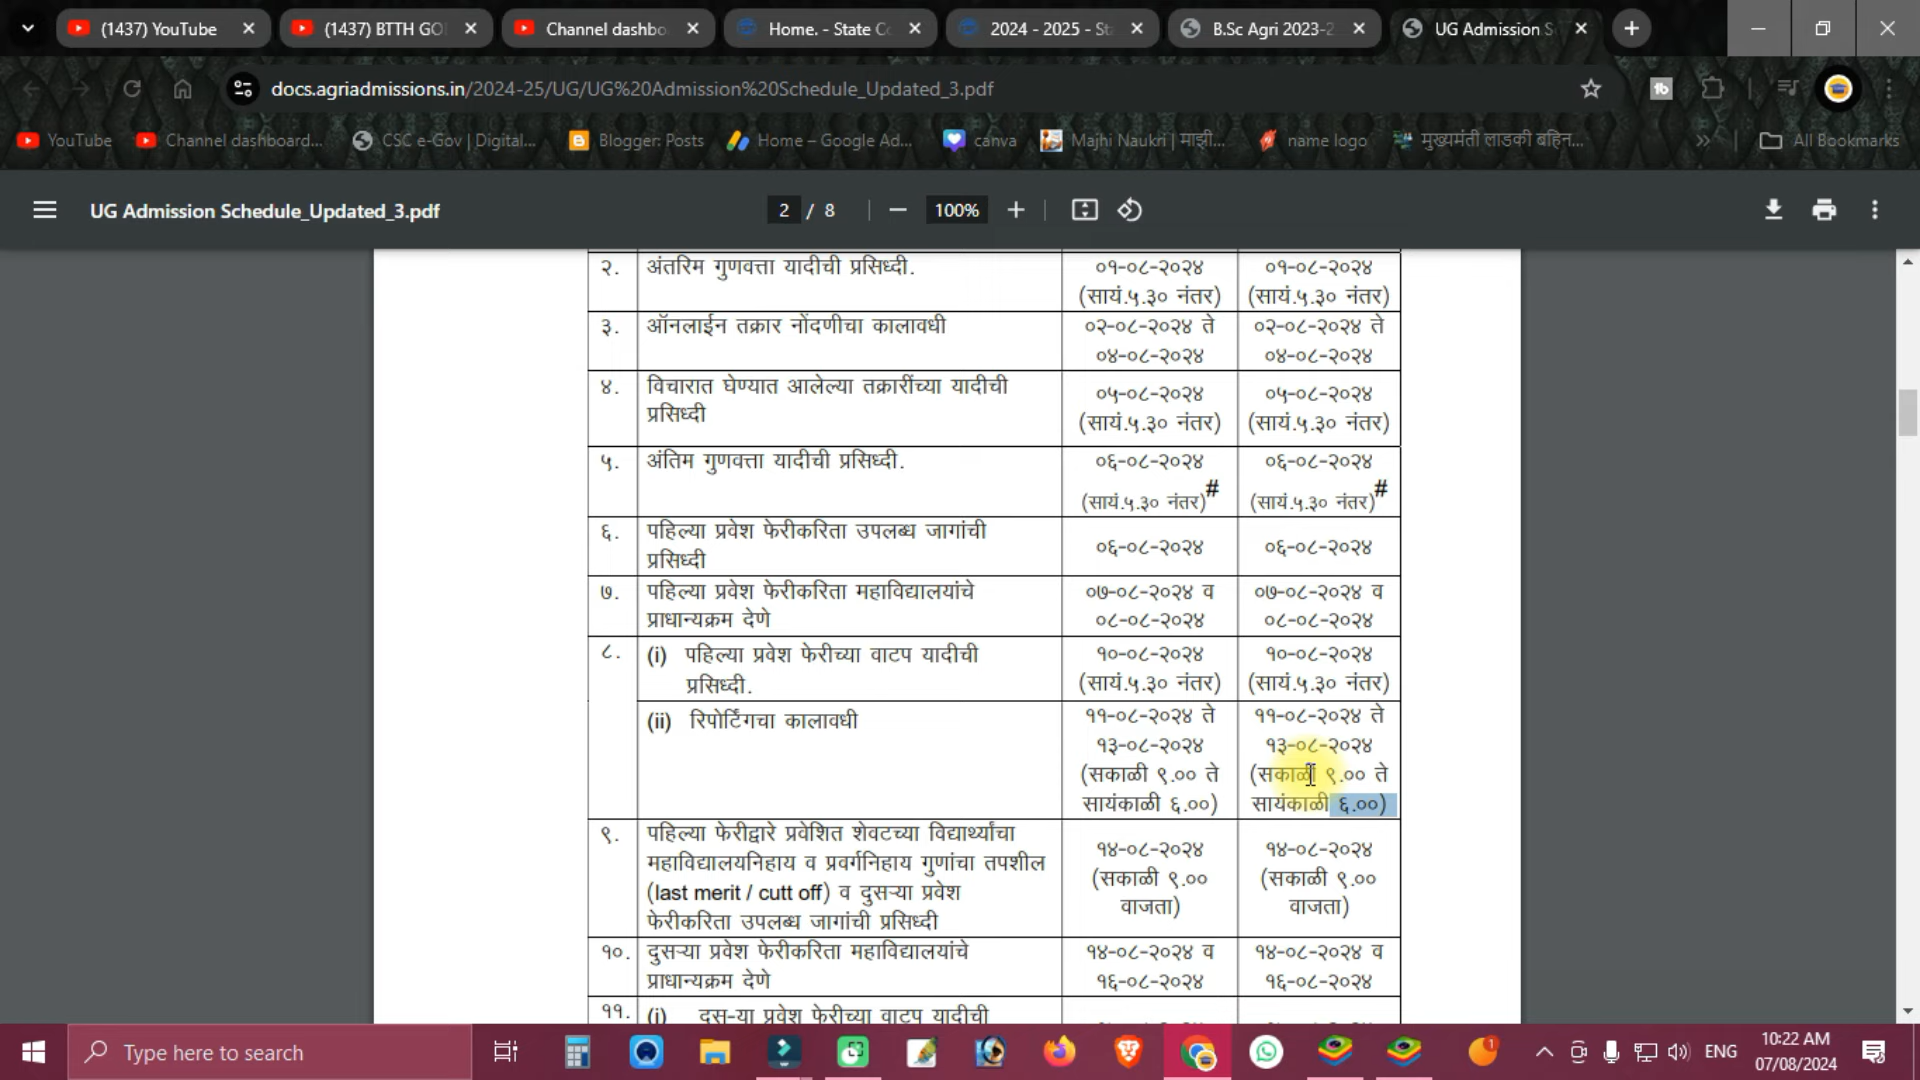 (1437) YouTube
(1437) BTTH GO
Channel dashbo
Home. - State C
2024 - 2025 - St
B.Sc Agri 2023-2
UG Admission S
docs.agriadmissions.in/2024-25/UG/UG%20Admission%20Schedule_Updated_3.pdf
YouTube
Channel dashboard...
CSC e-Gov | Digital...
Blogger: Posts
Home – Google Ad...
canva
Majhi Naukri | माझी...
name logo
मुख्यमंती लाडकी बहिन...
All Bookmarks
UG Admission Schedule_Updated_3.pdf
2 / 8
100%
२. अंतरिम गुणवत्ता यादीची प्रसिध्दी. ०१-०८-२०२४ ०१-०८-२०२४
(सायं.५.३० नंतर) (सायं.५.३० नंतर)
३. ऑनलाईन तक्रार नोंदणीचा कालावधी ०२-०८-२०२४ ते ०२-०८-२०२४ ते
०४-०८-२०२४ ०४-०८-२०२४
४. विचारात घेण्यात आलेल्या तक्रारींच्या यादीची ०५-०८-२०२४ ०५-०८-२०२४
प्रसिध्दी (सायं.५.३० नंतर) (सायं.५.३० नंतर)
५. अंतिम गुणवत्ता यादीची प्रसिध्दी. ०६-०८-२०२४ ०६-०८-२०२४
(सायं.५.३० नंतर)# (सायं.५.३० नंतर)#
६. पहिल्या प्रवेश फेरीकरिता उपलब्ध जागांची ०६-०८-२०२४ ०६-०८-२०२४
प्रसिध्दी
७. पहिल्या प्रवेश फेरीकरिता महाविद्यालयांचे ०७-०८-२०२४ व ०७-०८-२०२४ व
प्राधान्यक्रम देणे ०८-०८-२०२४ ०८-०८-२०२४
८. (i) पहिल्या प्रवेश फेरीच्या वाटप यादीची १०-०८-२०२४ १०-०८-२०२४
प्रसिध्दी. (सायं.५.३० नंतर) (सायं.५.३० नंतर)
(ii) रिपोर्टिंगचा कालावधी ११-०८-२०२४ ते ११-०८-२०२४ ते
१३-०८-२०२४ १३-०८-२०२४
(सकाळी ९.०० ते (सकाळी ९.०० ते
सायंकाळी ६.००) सायंकाळी ६.००)
९. पहिल्या फेरीद्वारे प्रवेशित शेवटच्या विद्यार्थ्यांचा १४-०८-२०२४ १४-०८-२०२४
महाविद्यालयनिहाय व प्रवर्गनिहाय गुणांचा तपशील (सकाळी ९.०० (सकाळी ९.००
(last merit / cutt off) व दुसऱ्या प्रवेश वाजता) वाजता)
फेरीकरिता उपलब्ध जागांची प्रसिध्दी
१०. दुसऱ्या प्रवेश फेरीकरिता महाविद्यालयांचे १४-०८-२०२४ व १४-०८-२०२४ व
प्राधान्यक्रम देणे १६-०८-२०२४ १६-०८-२०२४
११. (i) दुसऱ्या प्रवेश फेरीच्या वाटप यादीची
Type here to search
ENG
10:22 AM
07/08/2024